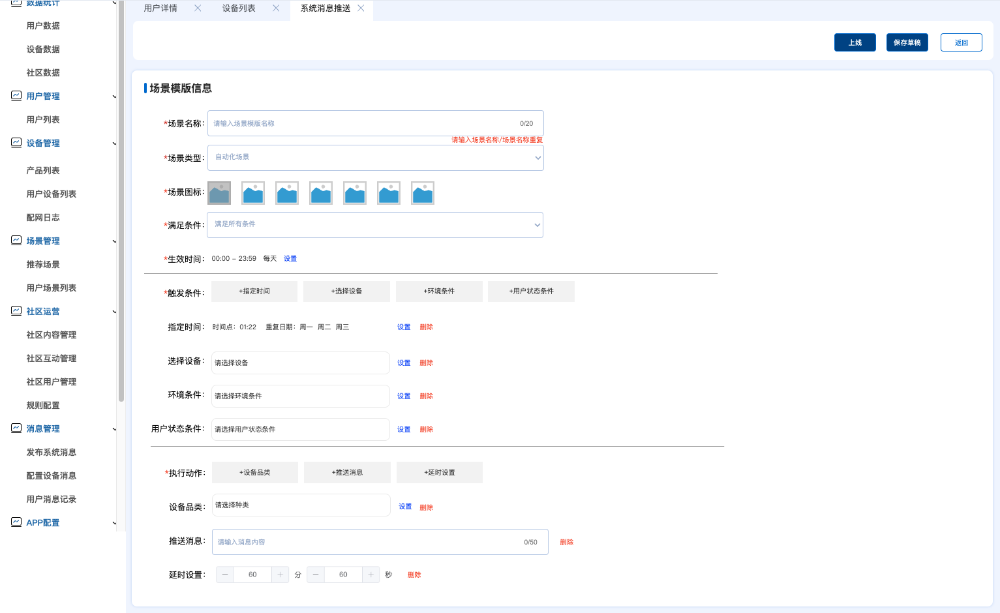 数据统计
用户数据
设备数据
社区数据
用户管理
用户列表
设备管理
产品列表
用户设备列表
配网日志
场景管理
推荐场景
用户场景列表
社区运营
社区内容管理
社区互动管理
社区用户管理
规则配置
消息管理
发布系统消息
配置设备消息
用户消息记录
APP配置
用户详情 设备列表 系统消息推送
上线 保存草稿 返回
场景模版信息
*场景名称： 请输入场景模版名称 0/20
请输入场景名称/场景名称重复
*场景类型： 自动化场景
*场景图标：
*满足条件： 满足所有条件
*生效时间： 00:00 – 23:59 每天 设置
*触发条件： +指定时间 +选择设备 +环境条件 +用户状态条件
指定时间： 时间点：01:22 重复日期：周一 周二 周三 设置 删除
选择设备： 请选择设备 设置 删除
环境条件： 请选择环境条件 设置 删除
用户状态条件： 请选择用户状态条件 设置 删除
*执行动作： +设备品类 +推送消息 +延时设置
设备品类： 请选择种类 设置 删除
推送消息： 请输入消息内容 0/50 删除
延时设置： − 60 + 分 − 60 + 秒 删除